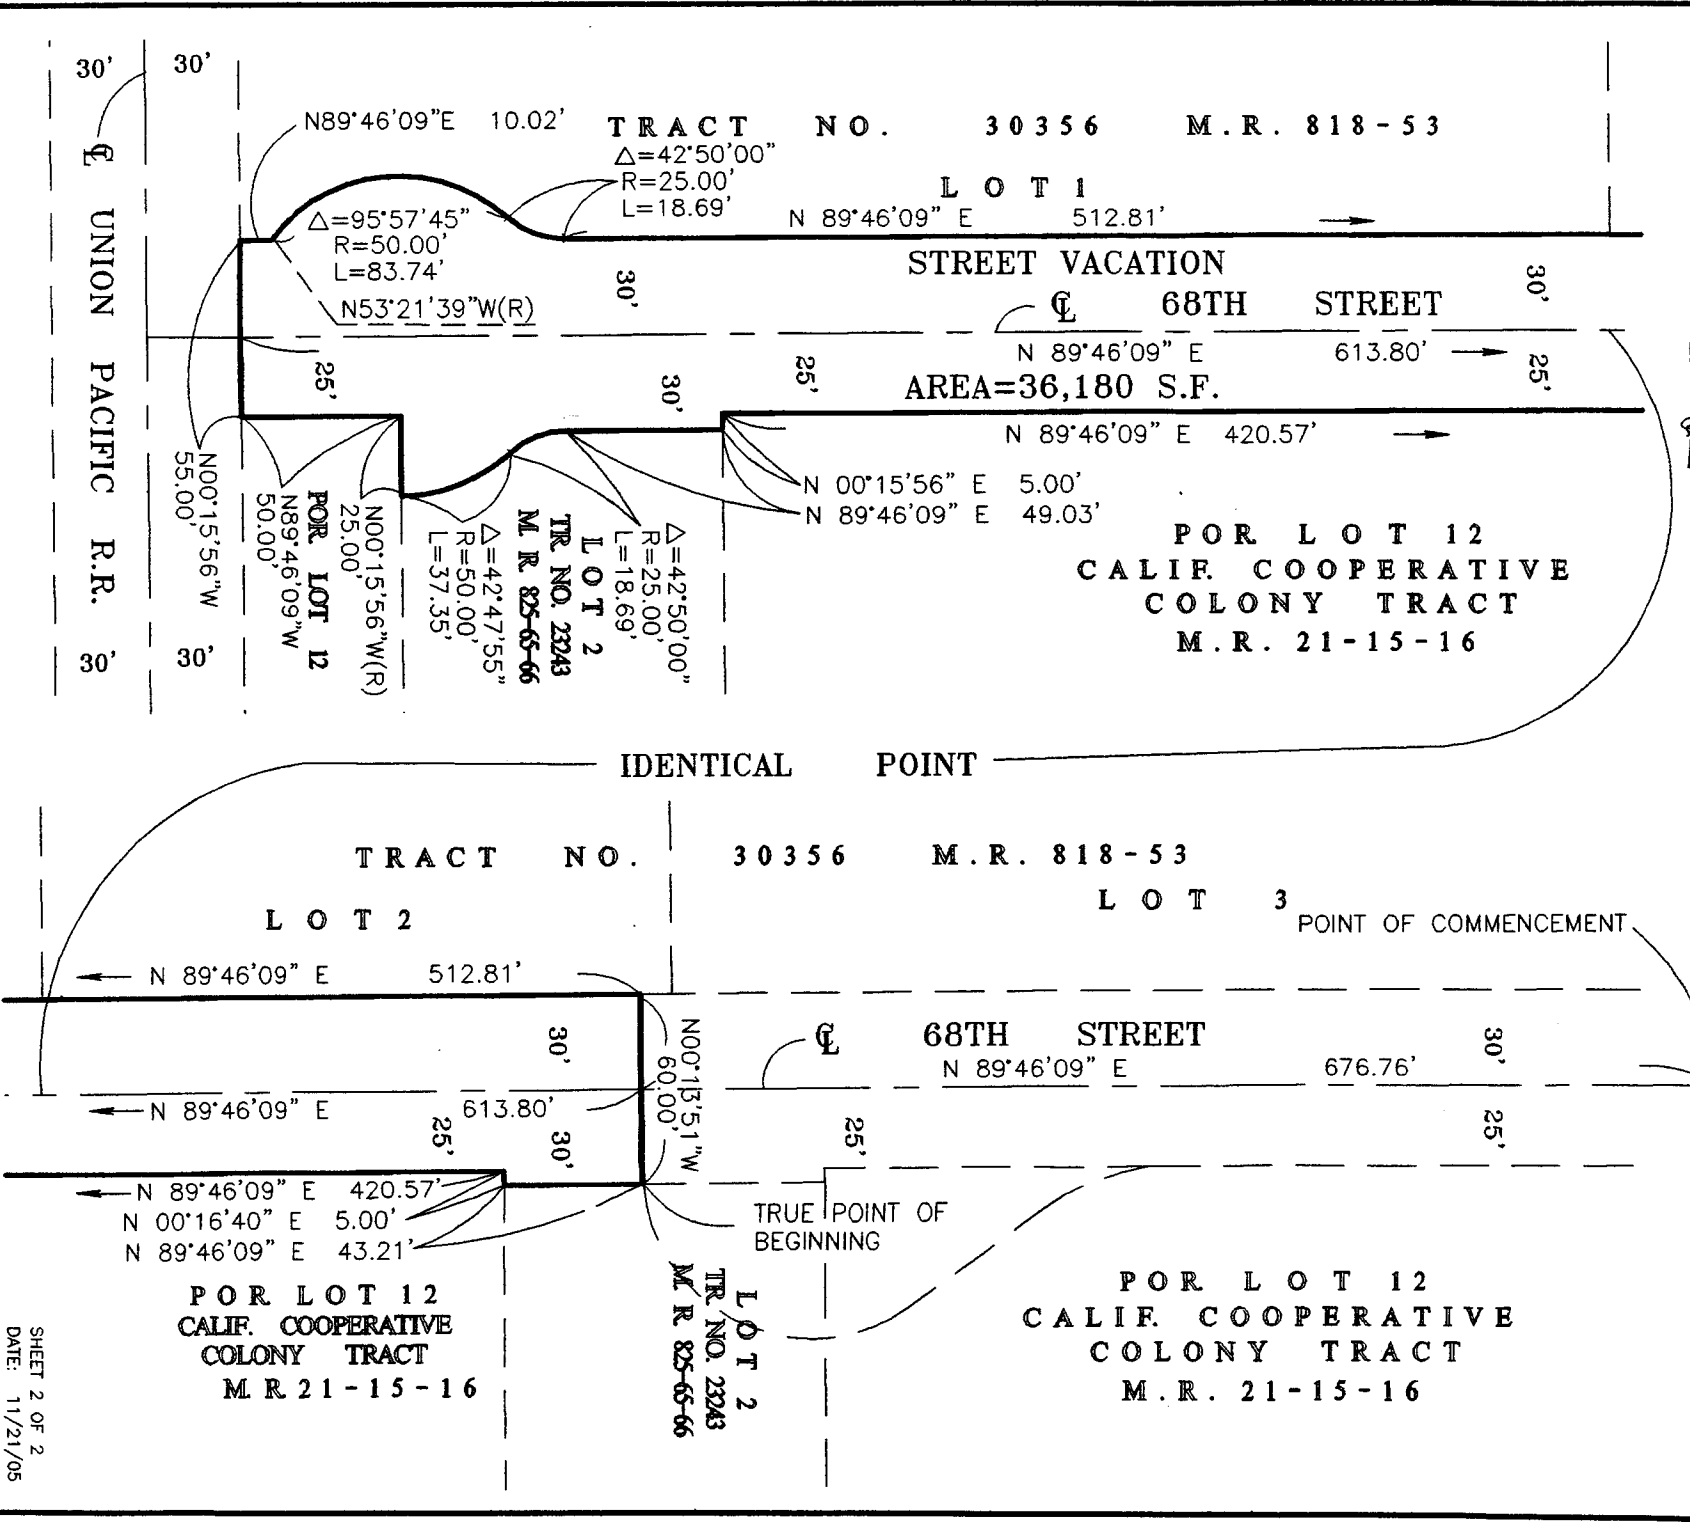 30'
30'
N89°46'09"E 10.02'
TRACT NO. 30356 M.R. 818-53
△=42°50'00"
R=25.00'
L=18.69'
LOT 1
N 89°46'09" E 512.81'
△=95°57'45"
R=50.00'
L=83.74'
N53°21'39"W(R)
30'
STREET VACATION
30'
℄ 68TH STREET
N 89°46'09" E 613.80'
℄ UNION PACIFIC R.R.
25'
30'
25'
25'
AREA=36,180 S.F.
N 89°46'09" E 420.57'
N 00°15'56" E 5.00'
N 89°46'09" E 49.03'
N00°15'56"W
55.00'
N89°46'09"W
50.00'
POR LOT 12
N00°15'56"W(R)
25.00'
△=42°47'55"
R=50.00'
L=37.35'
LOT 2
TR NO. 23243
M R 825-65-66
△=42°50'00"
R=25.00'
L=18.69'
POR LOT 12
CALIF. COOPERATIVE
COLONY TRACT
M.R. 21-15-16
30'
30'
IDENTICAL POINT
TRACT NO. 30356 M.R. 818-53
LOT 3
LOT 2
POINT OF COMMENCEMENT
N 89°46'09" E 512.81'
N00°13'51"W
60.00'
30'
℄ 68TH STREET
30'
N 89°46'09" E 676.76'
N 89°46'09" E 613.80'
25'
30'
25'
25'
N 89°46'09" E 420.57'
N 00°16'40" E 5.00'
N 89°46'09" E 43.21'
TRUE POINT OF
BEGINNING
POR LOT 12
CALIF. COOPERATIVE
COLONY TRACT
M.R.21-15-16
LOT 2
TR NO. 23243
M R 825-65-66
POR LOT 12
CALIF. COOPERATIVE
COLONY TRACT
M.R. 21-15-16
SHEET 2 OF 2
DATE: 11/21/05